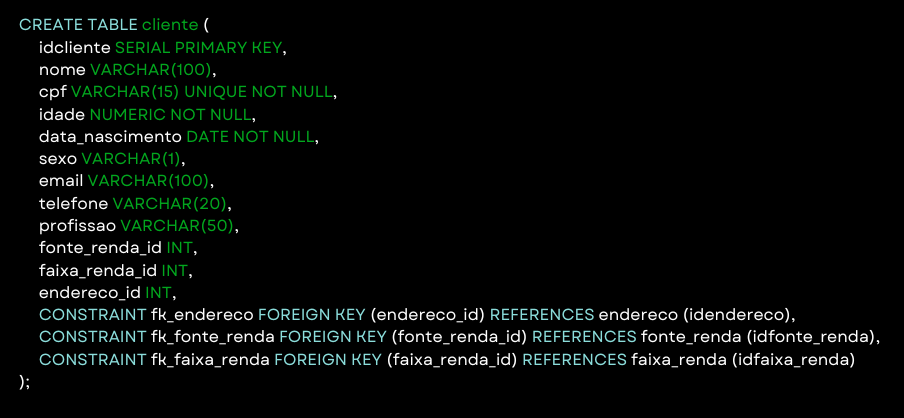 CREATE TABLE cliente (
idcliente SERIAL PRIMARY KEY,
nome VARCHAR(100),
cpf VARCHAR(15) UNIQUE NOT NULL,
idade NUMERIC NOT NULL,
data_nascimento DATE NOT NULL,
sexo VARCHAR(1),
email VARCHAR(100),
telefone VARCHAR(20),
profissao VARCHAR(50),
fonte_renda_id INT,
faixa_renda_id INT,
endereco_id INT,
CONSTRAINT fk_endereco FOREIGN KEY (endereco_id) REFERENCES endereco (idendereco),
CONSTRAINT fk_fonte_renda FOREIGN KEY (fonte_renda_id) REFERENCES fonte_renda (idfonte_renda),
CONSTRAINT fk_faixa_renda FOREIGN KEY (faixa_renda_id) REFERENCES faixa_renda (idfaixa_renda)
);